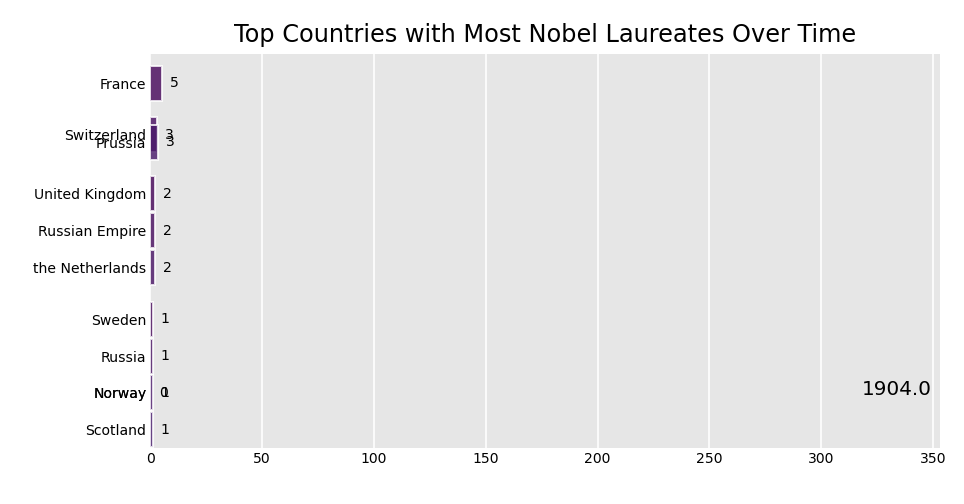 Top Countries with Most Nobel Laureates Over Time
France 5
Switzerland 3
Prussia 3
United Kingdom 2
Russian Empire 2
the Netherlands 2
Sweden 1
Russia 1
Norway 0 1
1904.0
Scotland 1
0 50 100 150 200 250 300 350